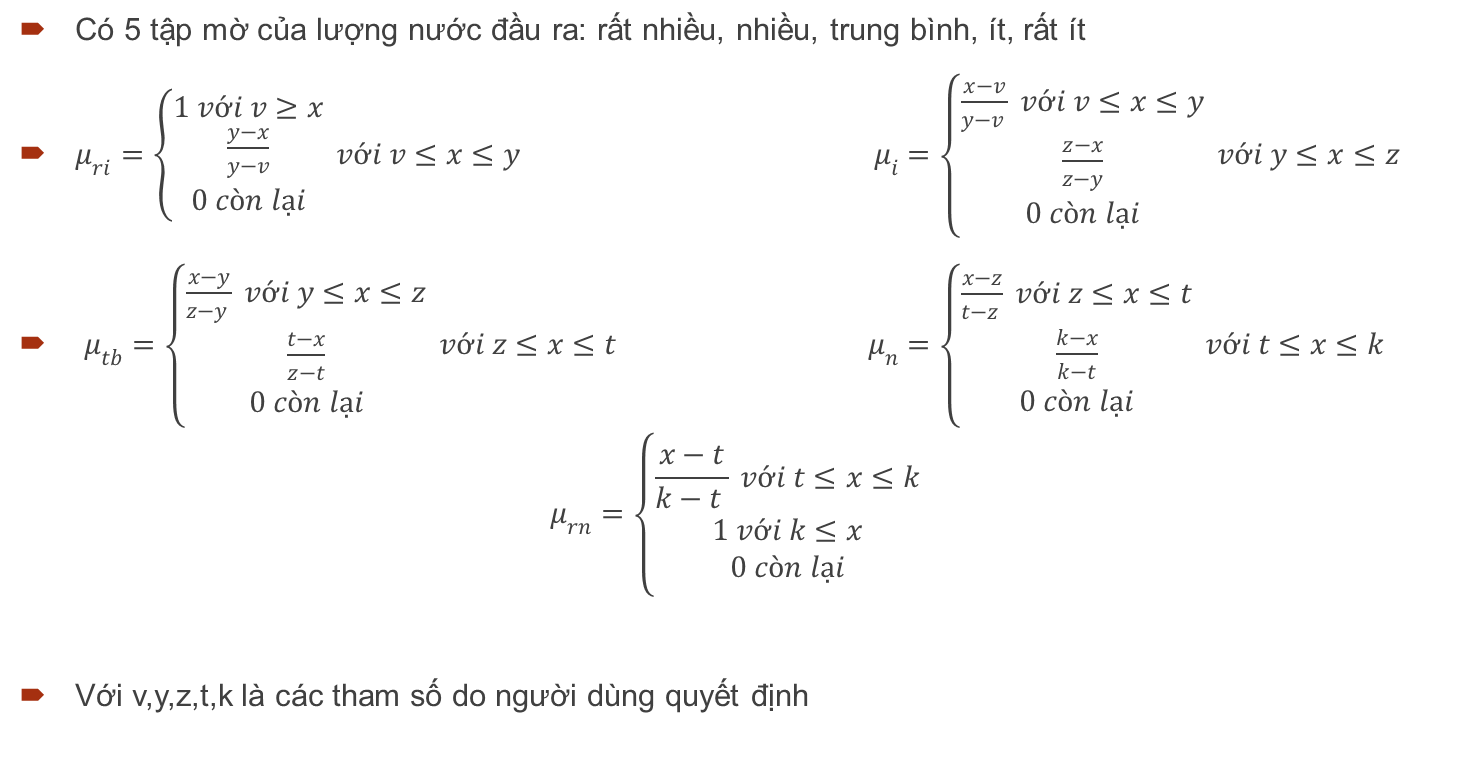 Có 5 tập mờ của lượng nước đầu ra: rất nhiều, nhiều, trung bình, ít, rất ít
μ_ri = { 1 với v ≥ x
(y−x)/(y−v) với v ≤ x ≤ y
0 còn lại
μ_i = { (x−v)/(y−v) với v ≤ x ≤ y
(z−x)/(z−y) với y ≤ x ≤ z
0 còn lại
μ_tb = { (x−y)/(z−y) với y ≤ x ≤ z
(t−x)/(z−t) với z ≤ x ≤ t
0 còn lại
μ_n = { (x−z)/(t−z) với z ≤ x ≤ t
(k−x)/(k−t) với t ≤ x ≤ k
0 còn lại
μ_rn = { (x − t)/(k − t) với t ≤ x ≤ k
1 với k ≤ x
0 còn lại
Với v,y,z,t,k là các tham số do người dùng quyết định